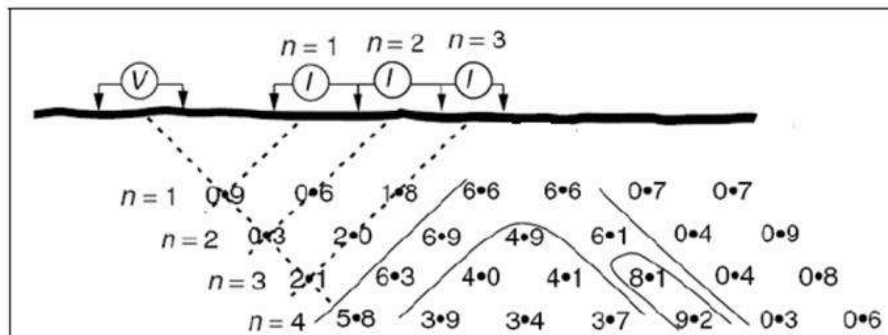 n = 1 n = 2 n = 3
V I I I
n = 1 0•9 0•6 1•8 6•6 6•6 0•7 0•7
n = 2 0•3 2•0 6•9 4•9 6•1 0•4 0•9
n = 3 2•1 6•3 4•0 4•1 8•1 0•4 0•8
n = 4 5•8 3•9 3•4 3•7 9•2 0•3 0•6